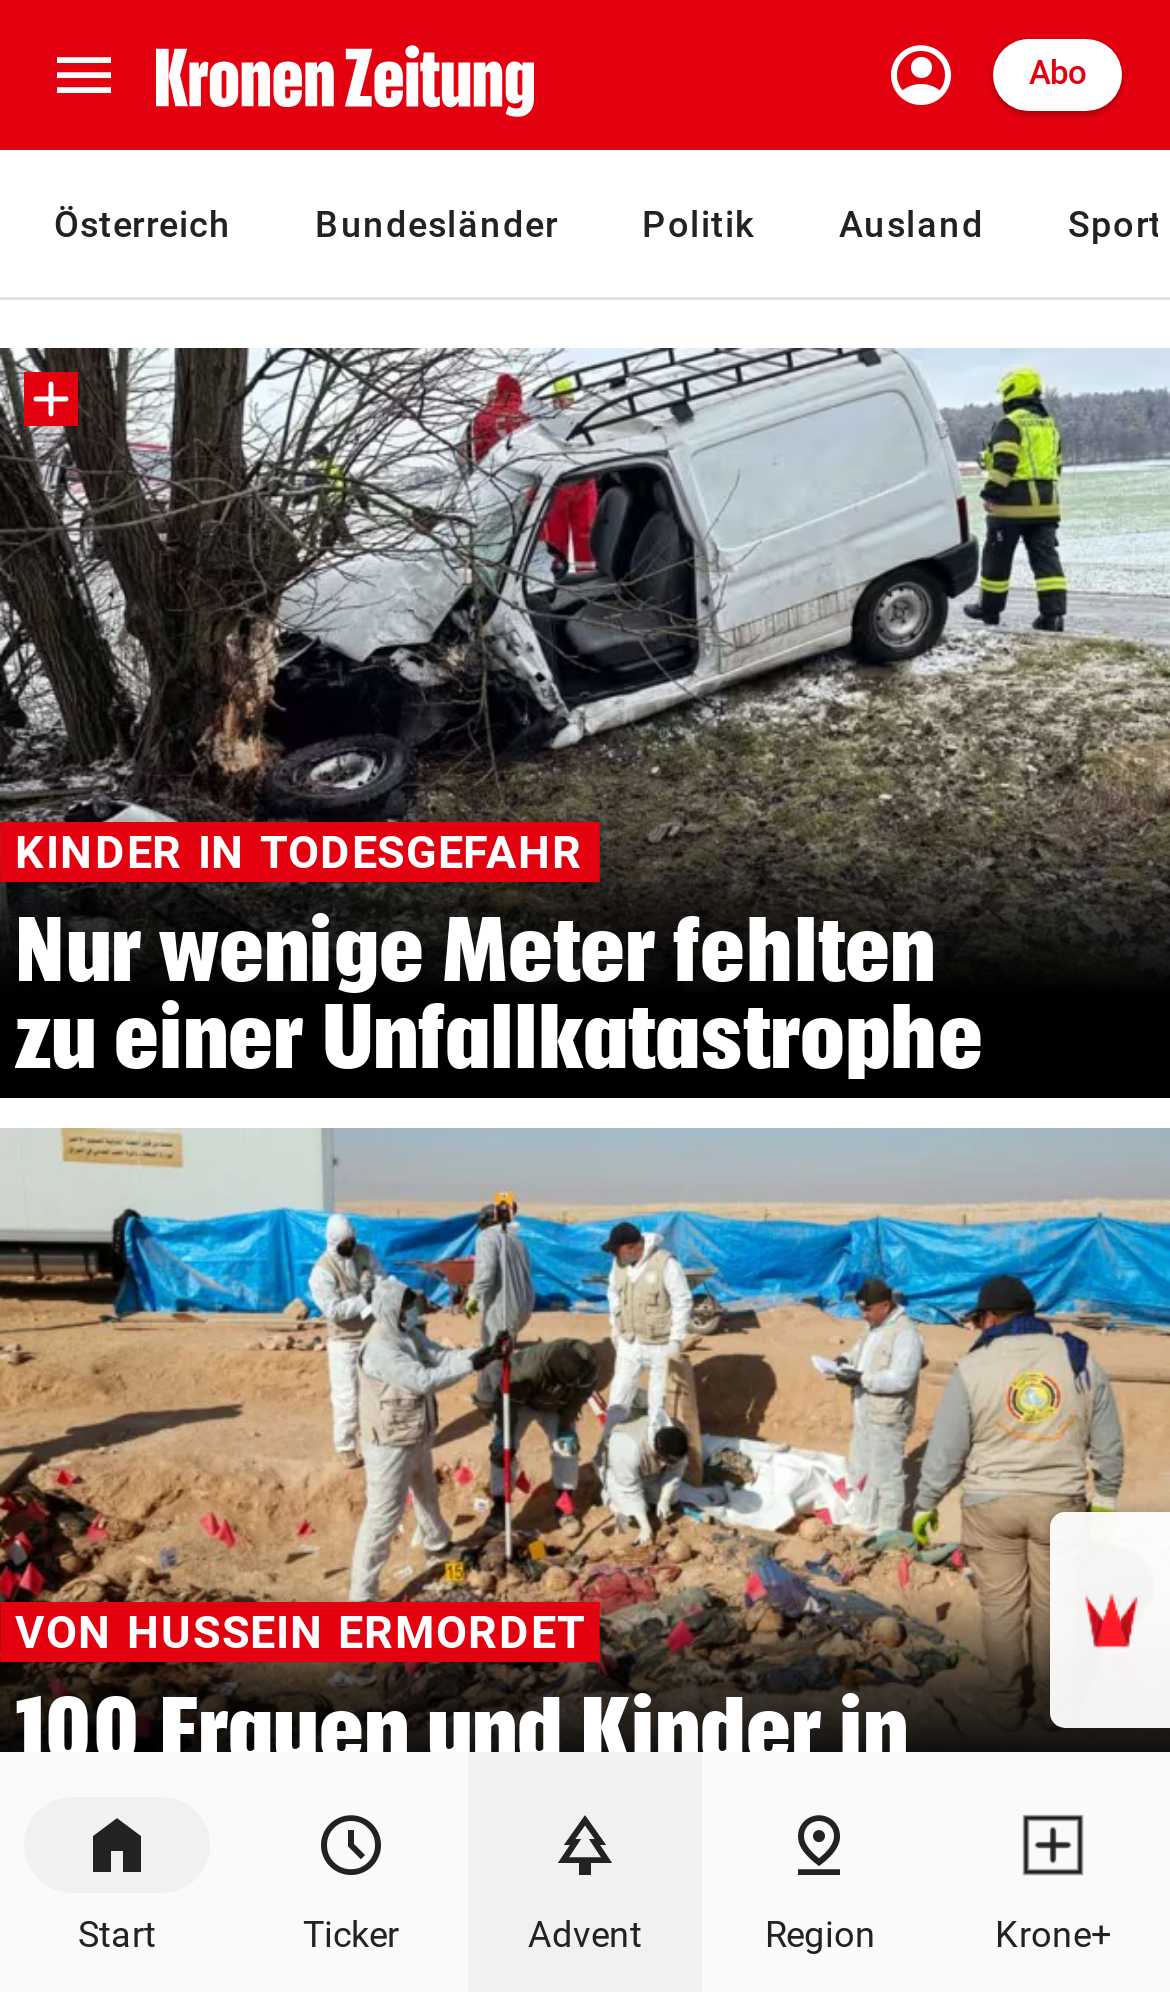 Kronen Zeitung
Abo
Österreich Bundesländer Politik Ausland Sport
KINDER IN TODESGEFAHR
Nur wenige Meter fehlten
zu einer Unfallkatastrophe
15
VON HUSSEIN ERMORDET
100 Frauen und Kinder in
Start Ticker Advent Region Krone+